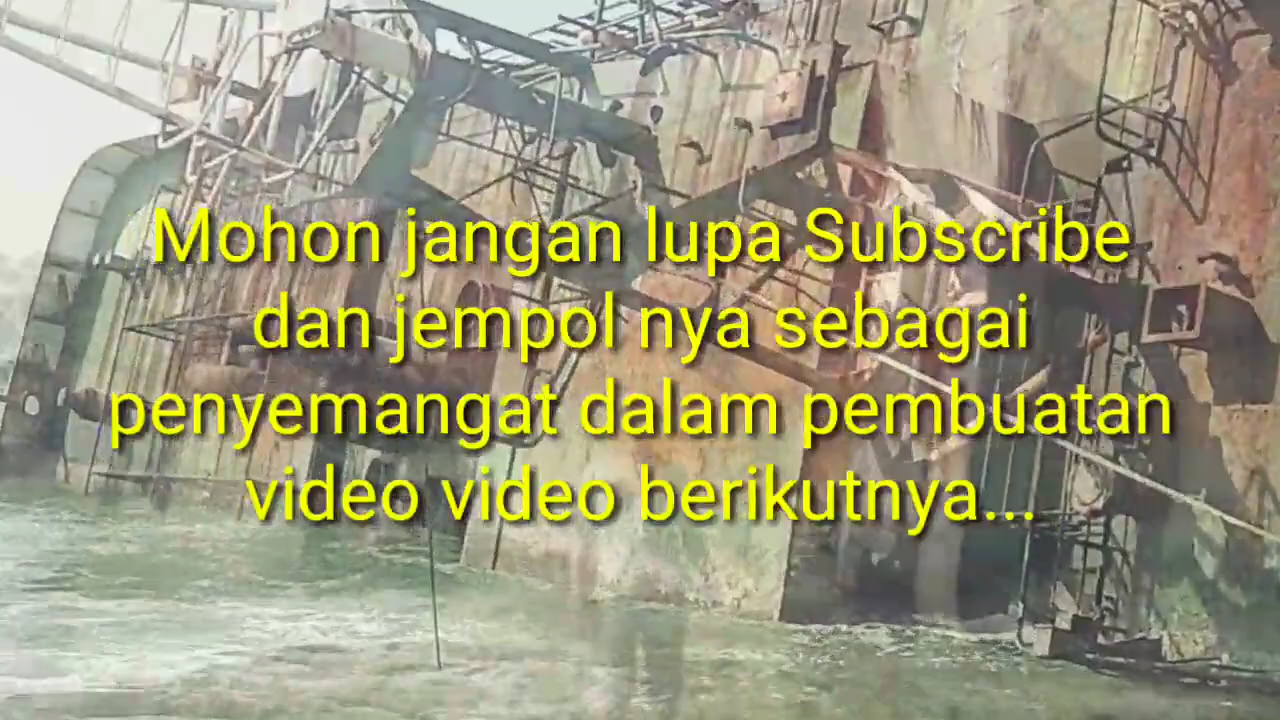 Mohon jangan lupa Subscribe
dan jempol nya sebagai
penyemangat dalam pembuatan
video video berikutnya...